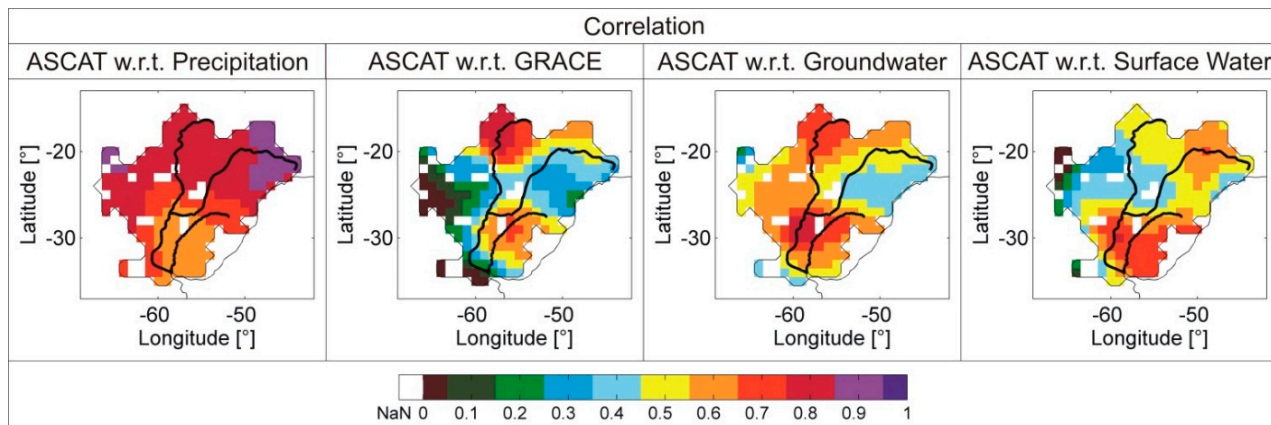 Correlation
ASCAT w.r.t. Precipitation
ASCAT w.r.t. GRACE
ASCAT w.r.t. Groundwater
ASCAT w.r.t. Surface Water
Latitude [°]
-20
-30
-60 -50
Longitude [°]
Latitude [°]
-20
-30
-60 -50
Longitude [°]
Latitude [°]
-20
-30
-60 -50
Longitude [°]
Latitude [°]
-20
-30
-60 -50
Longitude [°]
NaN 0 0.1 0.2 0.3 0.4 0.5 0.6 0.7 0.8 0.9 1